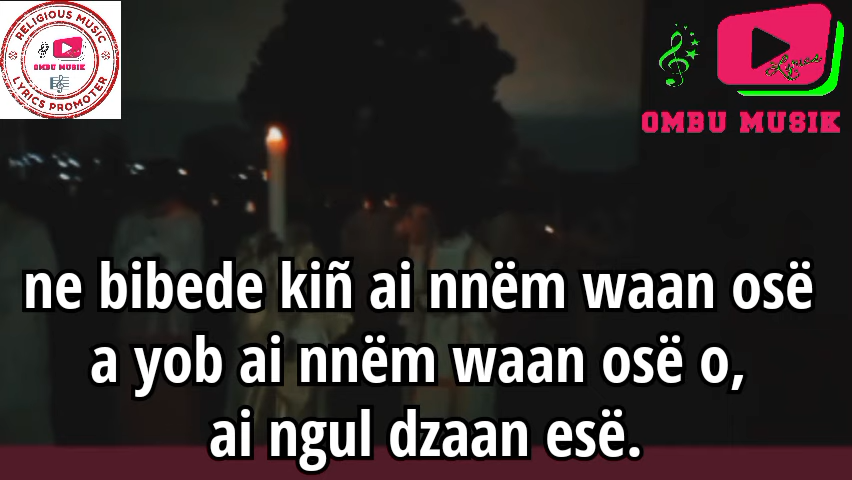 RELIGIOUS MUSIC
OMBU MUSIK
LYRICS PROMOTER
Lyrics
OMBU MUSIK
ne bibede kiñ ai nnëm waan osë
a yob ai nnëm waan osë o,
ai ngul dzaan esë.